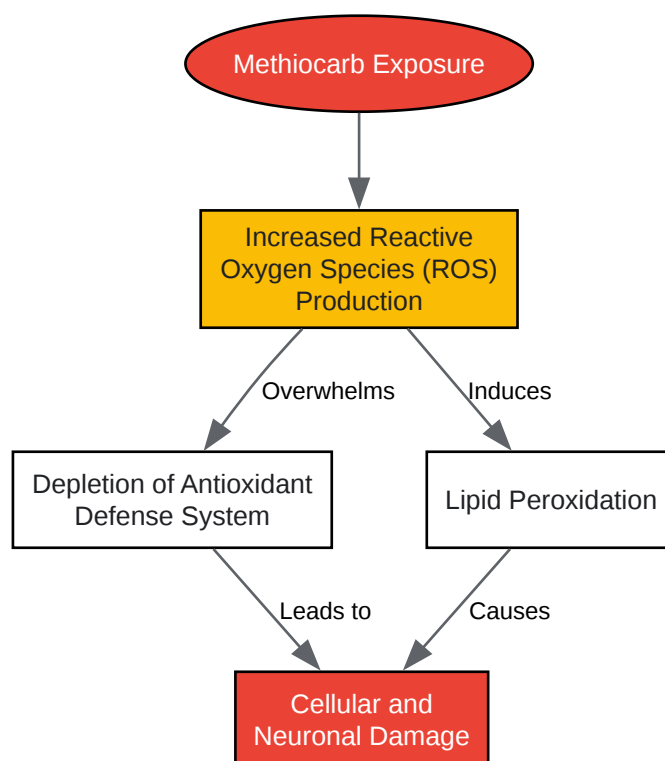 Methiocarb Exposure
Increased Reactive
Oxygen Species (ROS)
Production
Overwhelms
Induces
Depletion of Antioxidant
Defense System
Lipid Peroxidation
Leads to
Causes
Cellular and
Neuronal Damage